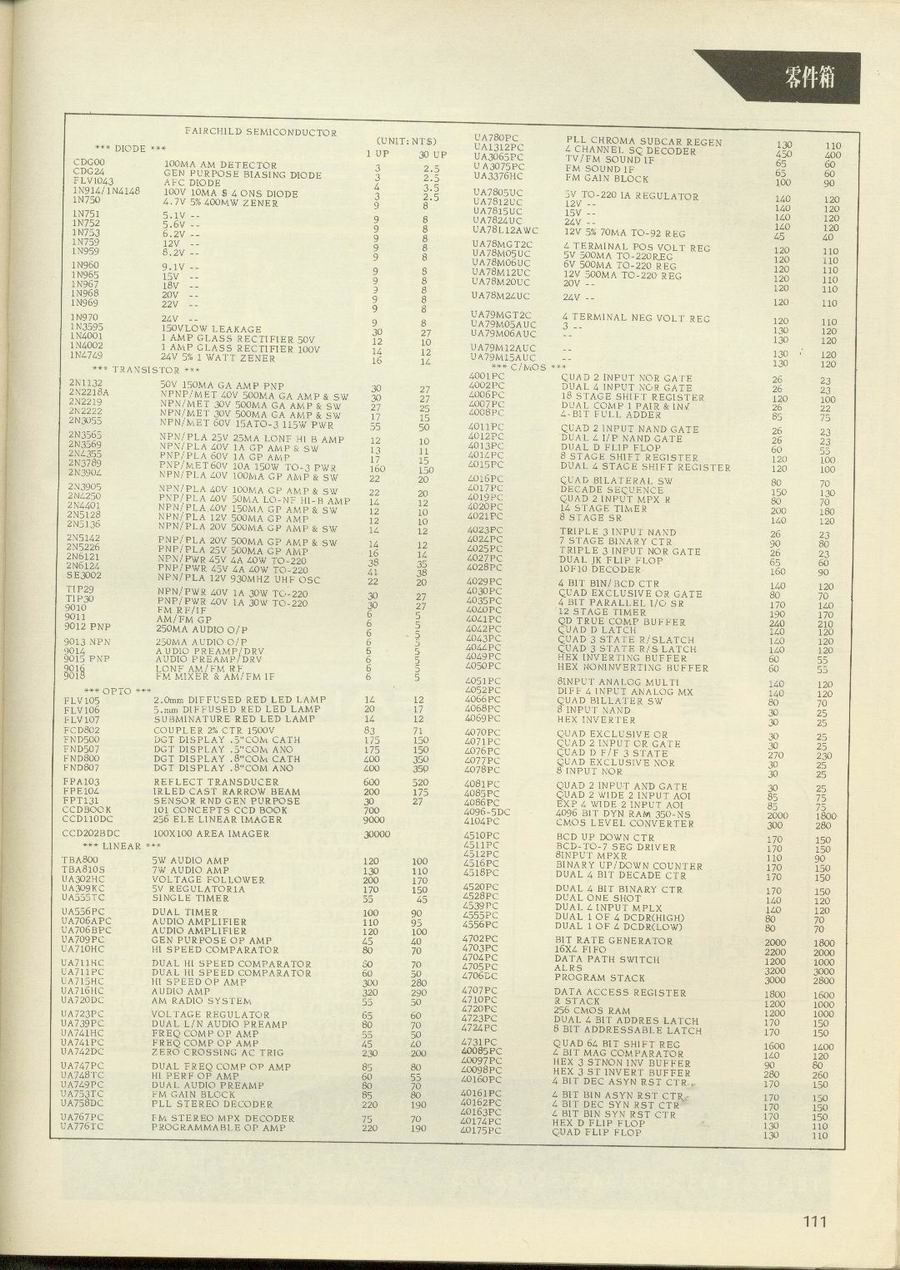 零件箱
FAIRCHILD SEMICONDUCTOR
(UNIT: NT$)
*** DIODE *** 1 UP 30 UP
CDG00 100MA AM DETECTOR 3 2.5
CDG24 GEN PURPOSE BIASING DIODE 3 2.5
FLV1043 AFC DIODE 4 3.5
1N914/1N4148 100V 10MA $ 4 ONS DIODE 3 2.5
1N750 4.7V 5% 400MW ZENER 9 8
1N751 5.1V -- 9 8
1N752 5.6V -- 9 8
1N753 6.2V -- 9 8
1N759 12V -- 9 8
1N959 8.2V -- 9 8
1N960 9.1V -- 9 8
1N965 15V -- 9 8
1N967 18V -- 9 8
1N968 20V -- 9 8
1N969 22V -- 9 8
1N970 24V -- 9 8
1N3595 150VLOW LEAKAGE 30 27
1N4001 1 AMP GLASS RECTIFIER 50V 12 10
1N4002 1 AMP GLASS RECTIFIER 100V 14 12
1N4749 24V 5% 1 WATT ZENER 16 14
*** TRANSISTOR ***
2N1132 50V 150MA GA AMP PNP 30 27
2N2218A NPNP/MET 40V 500MA GA AMP & SW 30 27
2N2219 NPN/MET 30V 500MA GA AMP & SW 27 25
2N2222 NPN/MET 30V 500MA GA AMP & SW 17 15
2N3055 NPN/MET 60V 15ATO-3 115W PWR 55 50
2N3565 NPN/PLA 25V 25MA LONF HI B AMP 12 10
2N3569 NPN/PLA 40V 1A GP AMP & SW 13 11
2N4355 PNP/PLA 60V 1A GP AMP 17 15
2N3789 PNP/MET60V 10A 150W TO-3 PWR 160 150
2N3904 NPN/PLA 40V 100MA GP AMP & SW 22 20
2N3905 NPN/PLA 40V 100MA GP AMP & SW 22 20
2N4250 PNP/PLA 40V 50MA LO-NF HI-B AMP 14 12
2N4401 NPN/PLA 40V 150MA GP AMP & SW 12 10
2N5128 NPN/PLA 12V 500MA GP AMP 12 10
2N5136 NPN/PLA 20V 500MA GP AMP & SW 14 12
2N5142 PNP/PLA 20V 500MA GP AMP & SW 14 12
2N5226 PNP/PLA 25V 500MA GP AMP 16 14
2N6121 NPN/PWR 45V 4A 40W TO-220 38 35
2N6124 PNP/PWR 45V 4A 40W TO-220 41 38
SE3002 NPN/PLA 12V 930MHZ UHF OSC 22 20
TIP29 NPN/PWR 40V 1A 30W TO-220 30 27
TIP30 PNP/PWR 40V 1A 30W TO-220 30 27
9010 FM RF/IF 6 5
9011 AM/FM GP 6 5
9012 PNP 250MA AUDIO O/P 6 5
9013 NPN 250MA AUDIO O/P 6 5
9014 AUDIO PREAMP/DRV 6 5
9015 PNP AUDIO PREAMP/DRV 6 5
9016 LONF AM/FM RF 6 5
9018 FM MIXER & AM/FM IF 6 5
*** OPTO ***
FLV105 2.0mm DIFFUSED RED LED LAMP 14 12
FLV106 5.mm DIFFUSED RED LED LAMP 20 17
FLV107 SUBMINATURE RED LED LAMP 14 12
FCD802 COUPLER 2% CTR 1500V 83 71
FND500 DGT DISPLAY .5"COM CATH 175 150
FND507 DGT DISPLAY .5"COM ANO 175 150
FND800 DGT DISPLAY .8"COM CATH 400 350
FND807 DGT DISPLAY .8"COM ANO 400 350
FPA103 REFLECT TRANSDUCER 600 520
FPE104 IRLED CAST RARROW BEAM 200 175
FPT131 SENSOR RND GEN PURPOSE 30 27
CCDBOOK 101 CONCEPTS CCD BOOK 700
CCD110DC 256 ELE LINEAR IMAGER 9000
CCD202BDC 100X100 AREA IMAGER 30000
*** LINEAR ***
TBA800 5W AUDIO AMP 120 100
TBA810S 7W AUDIO AMP 130 110
UA302HC VOLTAGE FOLLOWER 200 170
UA309KC 5V REGULATOR1A 170 150
UA555TC SINGLE TIMER 55 45
UA556PC DUAL TIMER 100 90
UA706APC AUDIO AMPLIFIER 110 95
UA706BPC AUDIO AMPLIFIER 120 100
UA709PC GEN PURPOSE OP AMP 45 40
UA710HC HI SPEED COMPARATOR 80 70
UA711HC DUAL HI SPEED COMPARATOR 80 70
UA711PC DUAL HI SPEED COMPARATOR 60 50
UA715HC HI SPEED OP AMP 300 280
UA716HC AUDIO AMP 320 290
UA720DC AM RADIO SYSTEM 55 50
UA723PC VOLTAGE REGULATOR 65 60
UA739PC DUAL L/N AUDIO PREAMP 80 70
UA741HC FREQ COMP OP AMP 55 50
UA741PC FREQ COMP OP AMP 45 40
UA742DC ZERO CROSSING AC TRIG 230 200
UA747PC DUAL FREQ COMP OP AMP 85 80
UA748TC HI PERF OP AMP 60 55
UA749PC DUAL AUDIO PREAMP 80 70
UA753TC FM GAIN BLOCK 85 80
UA758DC PLL STEREO DECODER 220 190
UA767PC FM STEREO MPX DECODER 75 70
UA776TC PROGRAMMABLE OP AMP 220 190
UA780PC PLL CHROMA SUBCAR REGEN 130 110
UA1312PC 4 CHANNEL SQ DECODER 450 400
UA3065PC TV/FM SOUND 1F 65 60
UA3075PC FM SOUND 1F 65 60
UA3376HC FM GAIN BLOCK 100 90
UA7805UC 5V TO-220 1A REGULATOR 140 120
UA7812UC 12V -- 140 120
UA7815UC 15V -- 140 120
UA7824UC 24V -- 140 120
UA78L12AWC 12V 5% 70MA TO-92 REG 45 40
UA78MGT2C 4 TERMINAL POS VOLT REG 120 110
UA78M05UC 5V 500MA TO-220REG 120 110
UA78M06UC 6V 500MA TO-220 REG 120 110
UA78M12UC 12V 500MA TO-220 REG 120 110
UA78M20UC 20V -- 120 110
UA78M24UC 24V -- 120 110
UA79MGT2C 4 TERMINAL NEG VOLT REG 120 110
UA79M05AUC 3 -- 130 120
UA79M06AUC 130 120
UA79M12AUC --
UA79M15AUC -- 130 120
*** C/MOS *** 130 120
4001PC QUAD 2 INPUT NOR GATE 26 23
4002PC DUAL 4 INPUT NOR GATE 26 23
4006PC 18 STAGE SHIFT REGISTER 120 100
4007PC DUAL COMP 1 PAIR & INV 26 22
4008PC 4-BIT FULL ADDER 85 75
4011PC QUAD 2 INPUT NAND GATE 26 23
4012PC DUAL 4 I/P NAND GATE 26 23
4013PC DUAL D FLIP FLOP 60 55
4014PC 8 STAGE SHIFT REGISTER 120 100
4015PC DUAL 4 STAGE SHIFT REGISTER 120 100
4016PC QUAD BILATERAL SW 80 70
4017PC DECADE SEQUENCE 150 130
4019PC QUAD 2 INPUT MPX R 80 70
4020PC 14 STAGE TIMER 200 180
4021PC 8 STAGE SR 140 120
4023PC TRIPLE 3 INPUT NAND 26 23
4024PC 7 STAGE BINARY CTR 90 80
4025PC TRIPLE 3 INPUT NOR GATE 26 23
4027PC DUAL JK FLIP FLOP 65 60
4028PC 10F10 DECODER 160 90
4029PC 4 BIT BIN/BCD CTR 140 120
4030PC QUAD EXCLUSIVE OR GATE 80 70
4035PC 4 BIT PARALLEL I/O SR 170 140
4040PC 12 STAGE TIMER 190 170
4041PC QD TRUE COMP BUFFER 240 210
4042PC QUAD D LATCH 140 120
4043PC QUAD 3 STATE R/SLATCH 140 120
4044PC QUAD 3 STATE R/S LATCH 140 120
4049PC HEX INVERTING BUFFER 60 55
4050PC HEX NONINVERTING BUFFER 60 55
4051PC 8INPUT ANALOG MULTI 140 120
4052PC DIFF 4 INPUT ANALOG MX 140 120
4066PC QUAD BILLATER SW 80 70
4068PC 8 INPUT NAND 30 25
4069PC HEX INVERTER 30 25
4070PC QUAD EXCLUSIVE OR 30 25
4071PC QUAD 2 INPUT OR GATE 30 25
4076PC QUAD D F/F 3 STATE 270 230
4077PC QUAD EXCLUSIVE NOR 30 25
4078PC 8 INPUT NOR 30 25
4081PC QUAD 2 INPUT AND GATE 30 25
4085PC QUAD 2 WIDE 2 INPUT AOI 85 75
4086PC EXP 4 WIDE 2 INPUT AOI 85 75
4096-5DC 4096 BIT DYN RAM 350-NS 2000 1800
4104PC CMOS LEVEL CONVERTER 300 280
4510PC BCD UP DOWN CTR 170 150
4511PC BCD-TO-7 SEG DRIVER 170 150
4512PC 8INPUT MPXR 110 90
4516PC BINARY UP/DOWN COUNTER 170 150
4518PC DUAL 4 BIT DECADE CTR 170 150
4520PC DUAL 4 BIT BINARY CTR 170 150
4528PC DUAL ONE SHOT 140 120
4539PC DUAL 4 INPUT MPLX 140 120
4555PC DUAL 1 OF 4 DCDR(HIGH) 80 70
4556PC DUAL 1 OF 4 DCDR(LOW) 80 70
4702PC BIT RATE GENERATOR 2000 1800
4703PC 16X4 FIFO 2200 2000
4704PC DATA PATH SWITCH 1200 1000
4705PC ALRS 3200 3000
4706DC PROGRAM STACK 3000 2800
4707PC DATA ACCESS REGISTER 1800 1600
4710PC R STACK 1200 1000
4720PC 256 CMOS RAM 1200 1000
4723PC DUAL 4 BIT ADDRES LATCH 170 150
4724PC 8 BIT ADDRESSABLE LATCH 170 150
4731PC QUAD 64 BIT SHIFT REG 1600 1400
40085PC 4 BIT MAG COMPARATOR 140 120
40097PC HEX 3 STNON INV BUFFER 90 80
40098PC HEX 3 ST INVERT BUFFER 280 260
40160PC 4 BIT DEC ASYN RST CTR 170 150
40161PC 4 BIT BIN ASYN RST CTR 170 150
40162PC 4 BIT DEC SYN RST CTR 170 150
40163PC 4 BIT BIN SYN RST CTR 170 150
40174PC HEX D FLIP FLOP 130 110
40175PC QUAD FLIP FLOP 130 110
111